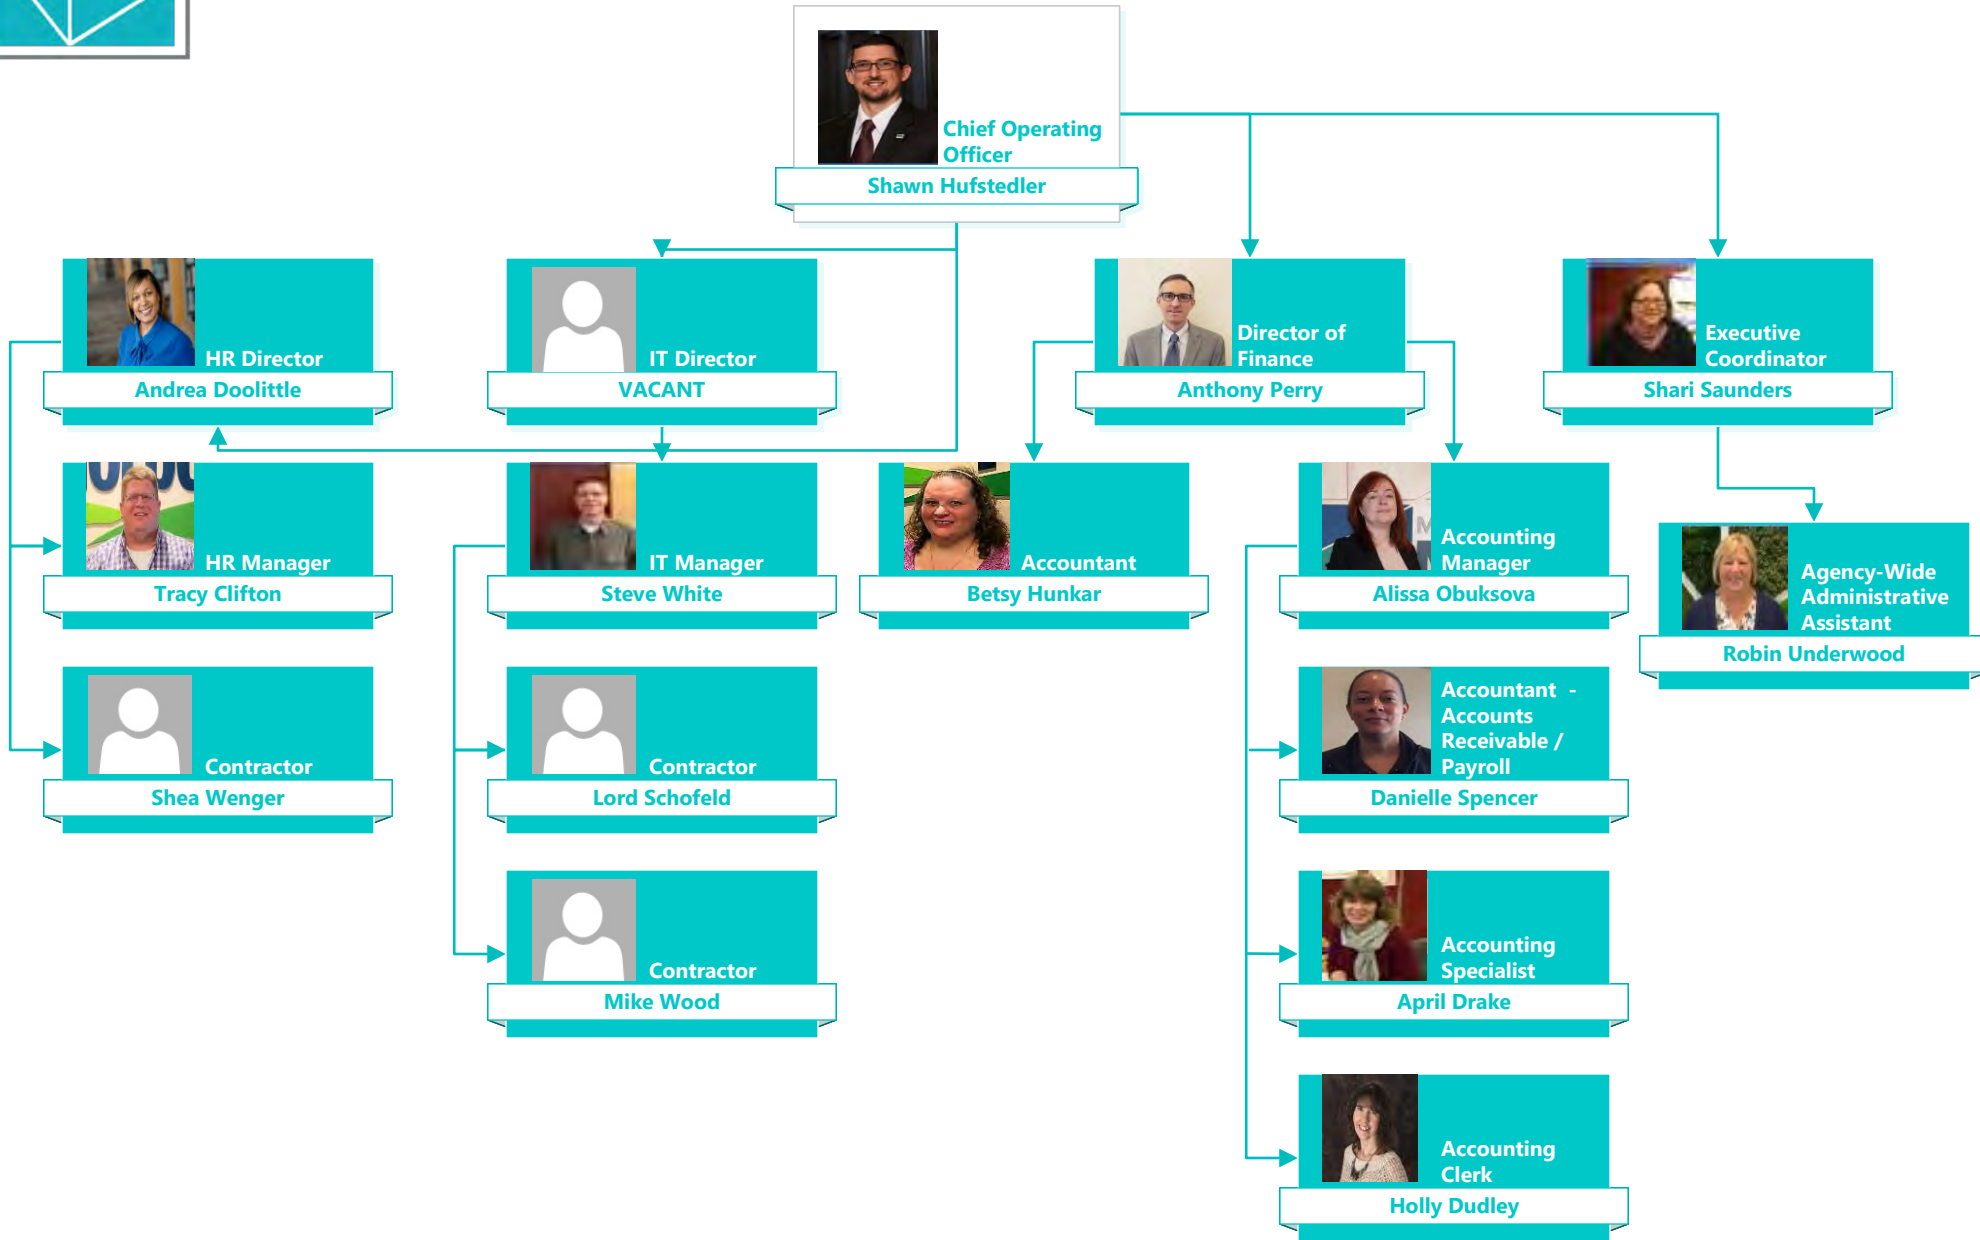 Chief Operating
Officer
Shawn Hufstedler
HR Director
Andrea Doolittle
IT Director
VACANT
Director of
Finance
Anthony Perry
Executive
Coordinator
Shari Saunders
HR Manager
Tracy Clifton
IT Manager
Steve White
Accountant
Betsy Hunkar
Accounting
Manager
Alissa Obuksova
Agency-Wide
Administrative
Assistant
Robin Underwood
Contractor
Shea Wenger
Contractor
Lord Schofeld
Accountant  -
Accounts
Receivable /
Payroll
Danielle Spencer
Contractor
Mike Wood
Accounting
Specialist
April Drake
Accounting
Clerk
Holly Dudley